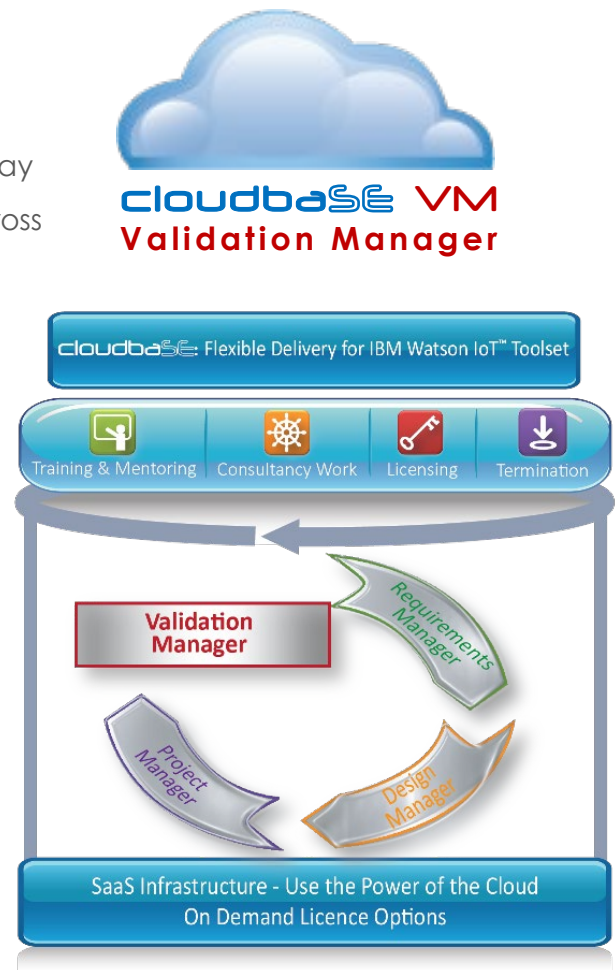 ay
oss
cloudbaSE VM
Validation Manager
cloudbaSE: Flexible Delivery for IBM Watson IoT™ Toolset
Training & Mentoring
Consultancy Work
Licensing
Termination
Requirements
Manager
Validation
Manager
Project
Manager
Design
Manager
SaaS Infrastructure - Use the Power of the Cloud
On Demand Licence Options